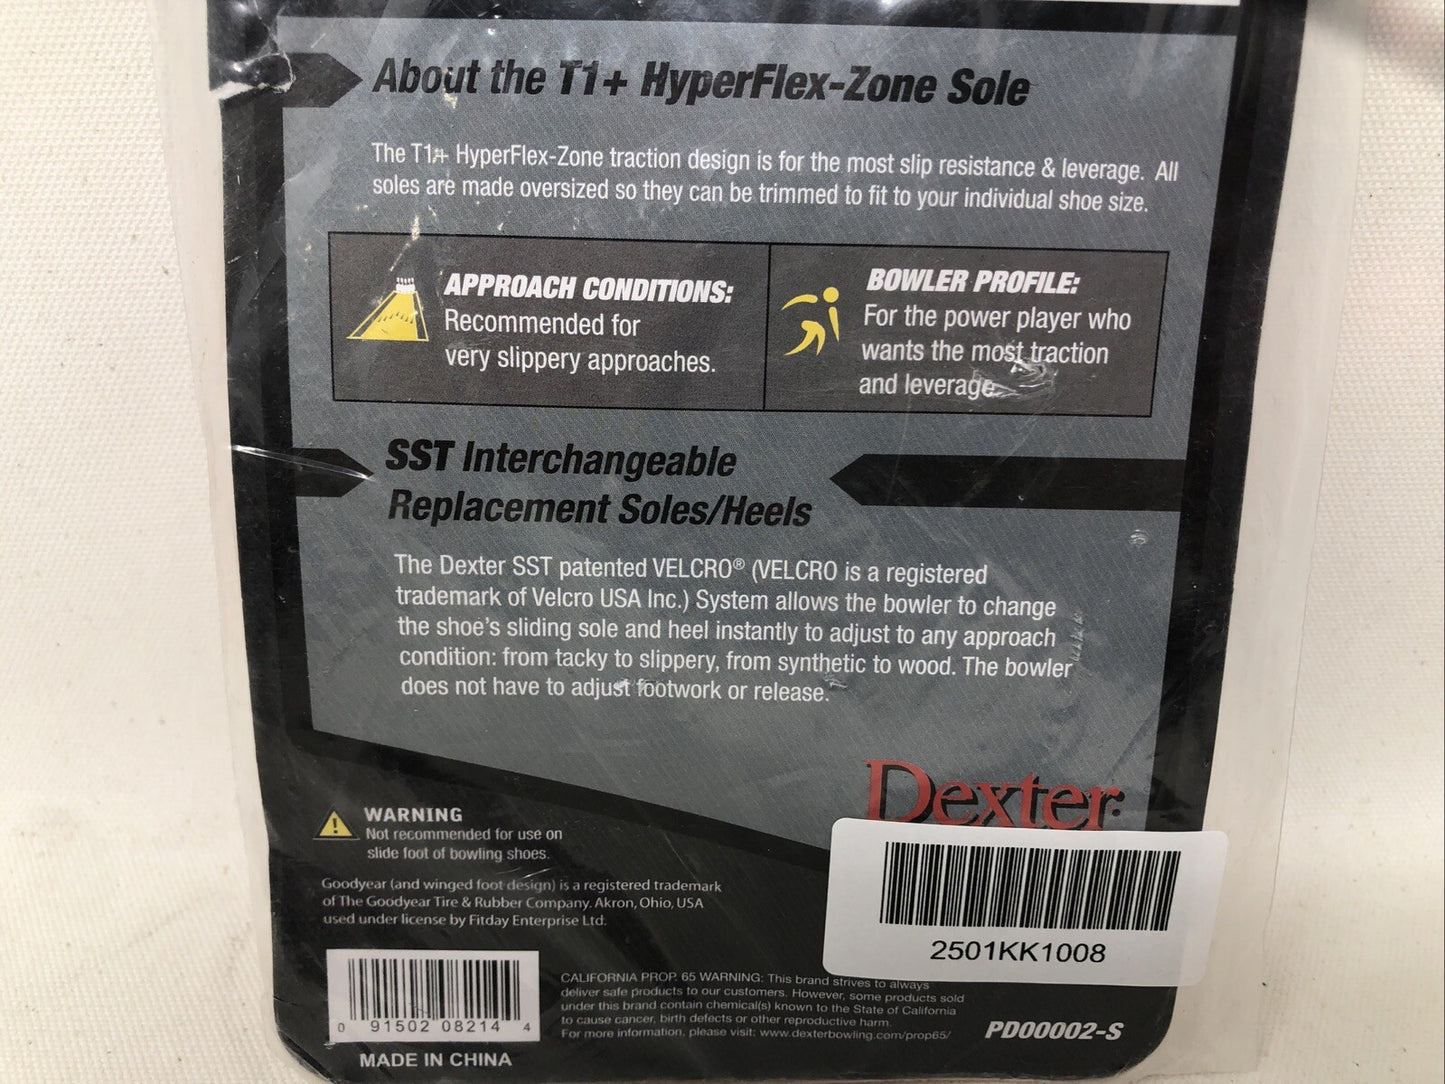 About the T1+ HyperFlex-Zone Sole
The T1+ HyperFlex-Zone traction design is for the most slip resistance & leverage. All
soles are made oversized so they can be trimmed to fit to your individual shoe size.
APPROACH CONDITIONS:
Recommended for
very slippery approaches.
BOWLER PROFILE:
For the power player who
wants the most traction
and leverage
SST Interchangeable
Replacement Soles/Heels
The Dexter SST patented VELCRO® (VELCRO is a registered
trademark of Velcro USA Inc.) System allows the bowler to change
the shoe's sliding sole and heel instantly to adjust to any approach
condition: from tacky to slippery, from synthetic to wood. The bowler
does not have to adjust footwork or release.
Dexter
WARNING
Not recommended for use on
slide foot of bowling shoes.
Goodyear (and winged foot design) is a registered trademark
of The Goodyear Tire & Rubber Company. Akron, Ohio, USA
used under license by Fitday Enterprise Ltd.
2501KK1008
0 91502 08214 4
MADE IN CHINA
CALIFORNIA PROP. 65 WARNING: This brand strives to always
deliver safe products to our customers. However, some products sold
under this brand contain chemical(s) known to the State of California
to cause cancer, birth defects or other reproductive harm.
For more information, please visit: www.dexterbowling.com/prop65/
PD00002-S